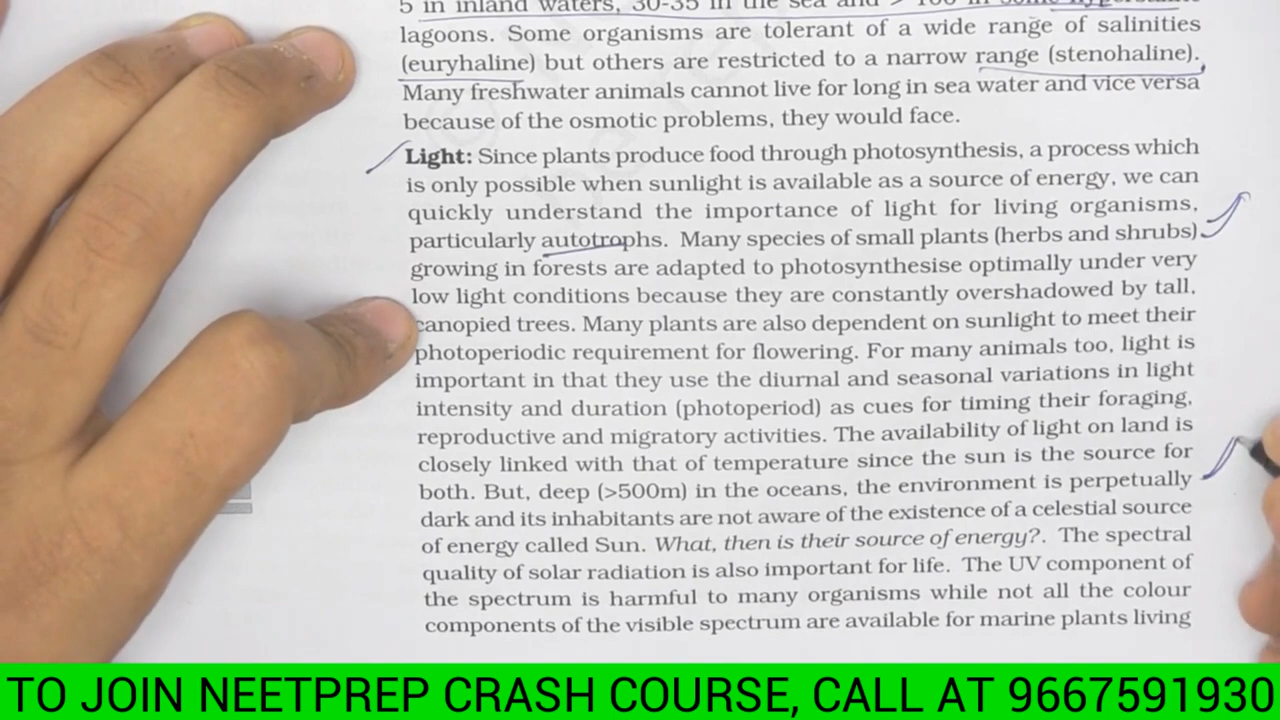 5 in inland waters, 30-35 in the sea and > 100 in some
lagoons. Some organisms are tolerant of a wide range of salinities
(euryhaline) but others are restricted to a narrow range (stenohaline).
Many freshwater animals cannot live for long in sea water and vice versa
because of the osmotic problems, they would face.
Light: Since plants produce food through photosynthesis, a process which
is only possible when sunlight is available as a source of energy, we can
quickly understand the importance of light for living organisms,
particularly autotrophs. Many species of small plants (herbs and shrubs)
growing in forests are adapted to photosynthesise optimally under very
low light conditions because they are constantly overshadowed by tall,
canopied trees. Many plants are also dependent on sunlight to meet their
photoperiodic requirement for flowering. For many animals too, light is
important in that they use the diurnal and seasonal variations in light
intensity and duration (photoperiod) as cues for timing their foraging,
reproductive and migratory activities. The availability of light on land is
closely linked with that of temperature since the sun is the source for
both. But, deep (>500m) in the oceans, the environment is perpetually
dark and its inhabitants are not aware of the existence of a celestial source
of energy called Sun. What, then is their source of energy?. The spectral
quality of solar radiation is also important for life. The UV component of
the spectrum is harmful to many organisms while not all the colour
components of the visible spectrum are available for marine plants living
TO JOIN NEETPREP CRASH COURSE, CALL AT 9667591930